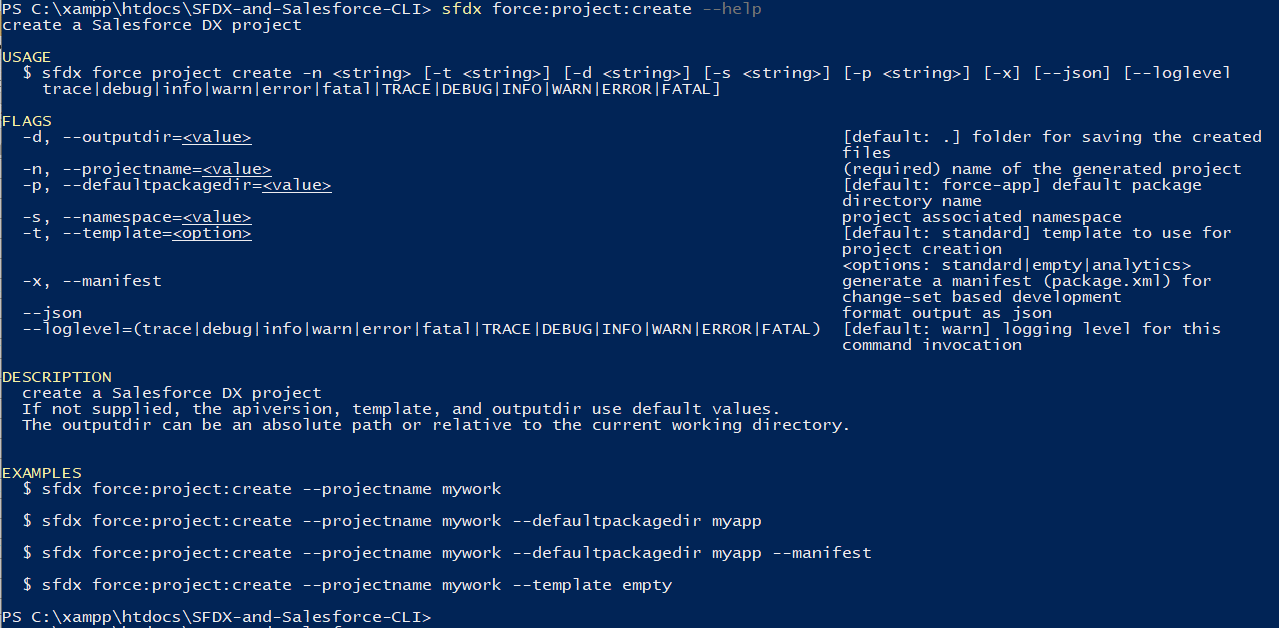 PS C:\xampp\htdocs\SFDX-and-Salesforce-CLI> sfdx force:project:create --help
create a Salesforce DX project
USAGE
$ sfdx force project create -n <string> [-t <string>] [-d <string>] [-s <string>] [-p <string>] [-x] [--json] [--loglevel
trace|debug|info|warn|error|fatal|TRACE|DEBUG|INFO|WARN|ERROR|FATAL]
FLAGS
-d, --outputdir=<value> [default: .] folder for saving the created
files
-n, --projectname=<value> (required) name of the generated project
-p, --defaultpackagedir=<value> [default: force-app] default package
directory name
-s, --namespace=<value> project associated namespace
-t, --template=<option> [default: standard] template to use for
project creation
<options: standard|empty|analytics>
-x, --manifest generate a manifest (package.xml) for
change-set based development
--json format output as json
--loglevel=(trace|debug|info|warn|error|fatal|TRACE|DEBUG|INFO|WARN|ERROR|FATAL) [default: warn] logging level for this
command invocation
DESCRIPTION
create a Salesforce DX project
If not supplied, the apiversion, template, and outputdir use default values.
The outputdir can be an absolute path or relative to the current working directory.
EXAMPLES
$ sfdx force:project:create --projectname mywork
$ sfdx force:project:create --projectname mywork --defaultpackagedir myapp
$ sfdx force:project:create --projectname mywork --defaultpackagedir myapp --manifest
$ sfdx force:project:create --projectname mywork --template empty
PS C:\xampp\htdocs\SFDX-and-Salesforce-CLI>